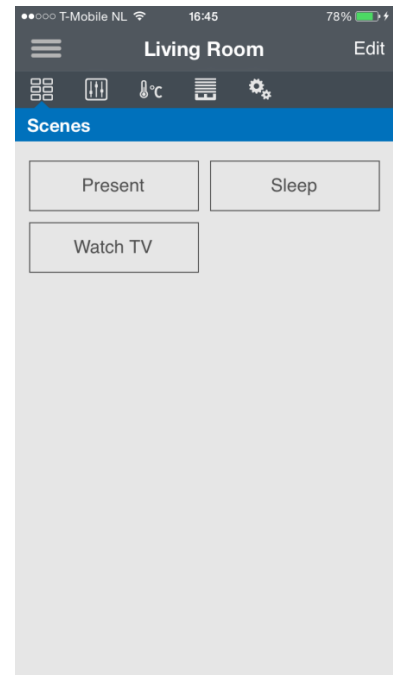 T-Mobile NL 16:45 78%
Living Room Edit
°C
Scenes
Present Sleep
Watch TV